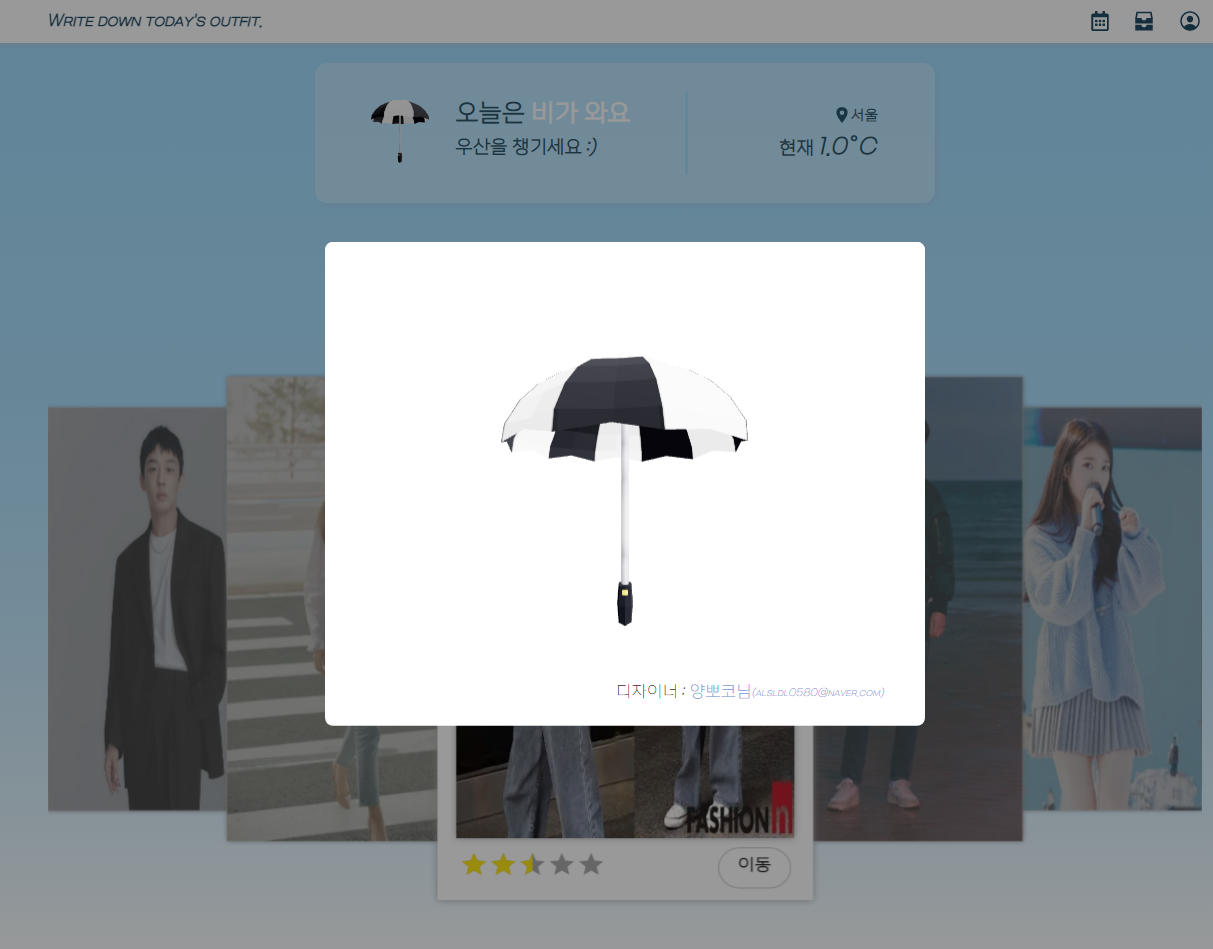 WRITE DOWN TODAY'S OUTFIT.
오늘은 비가 와요
우산을 챙기세요 :)
서울
현재 1.0°C
디자이너 : 양뽀코님(ALSLDL0580@NAVER.COM)
FASHION n
이동